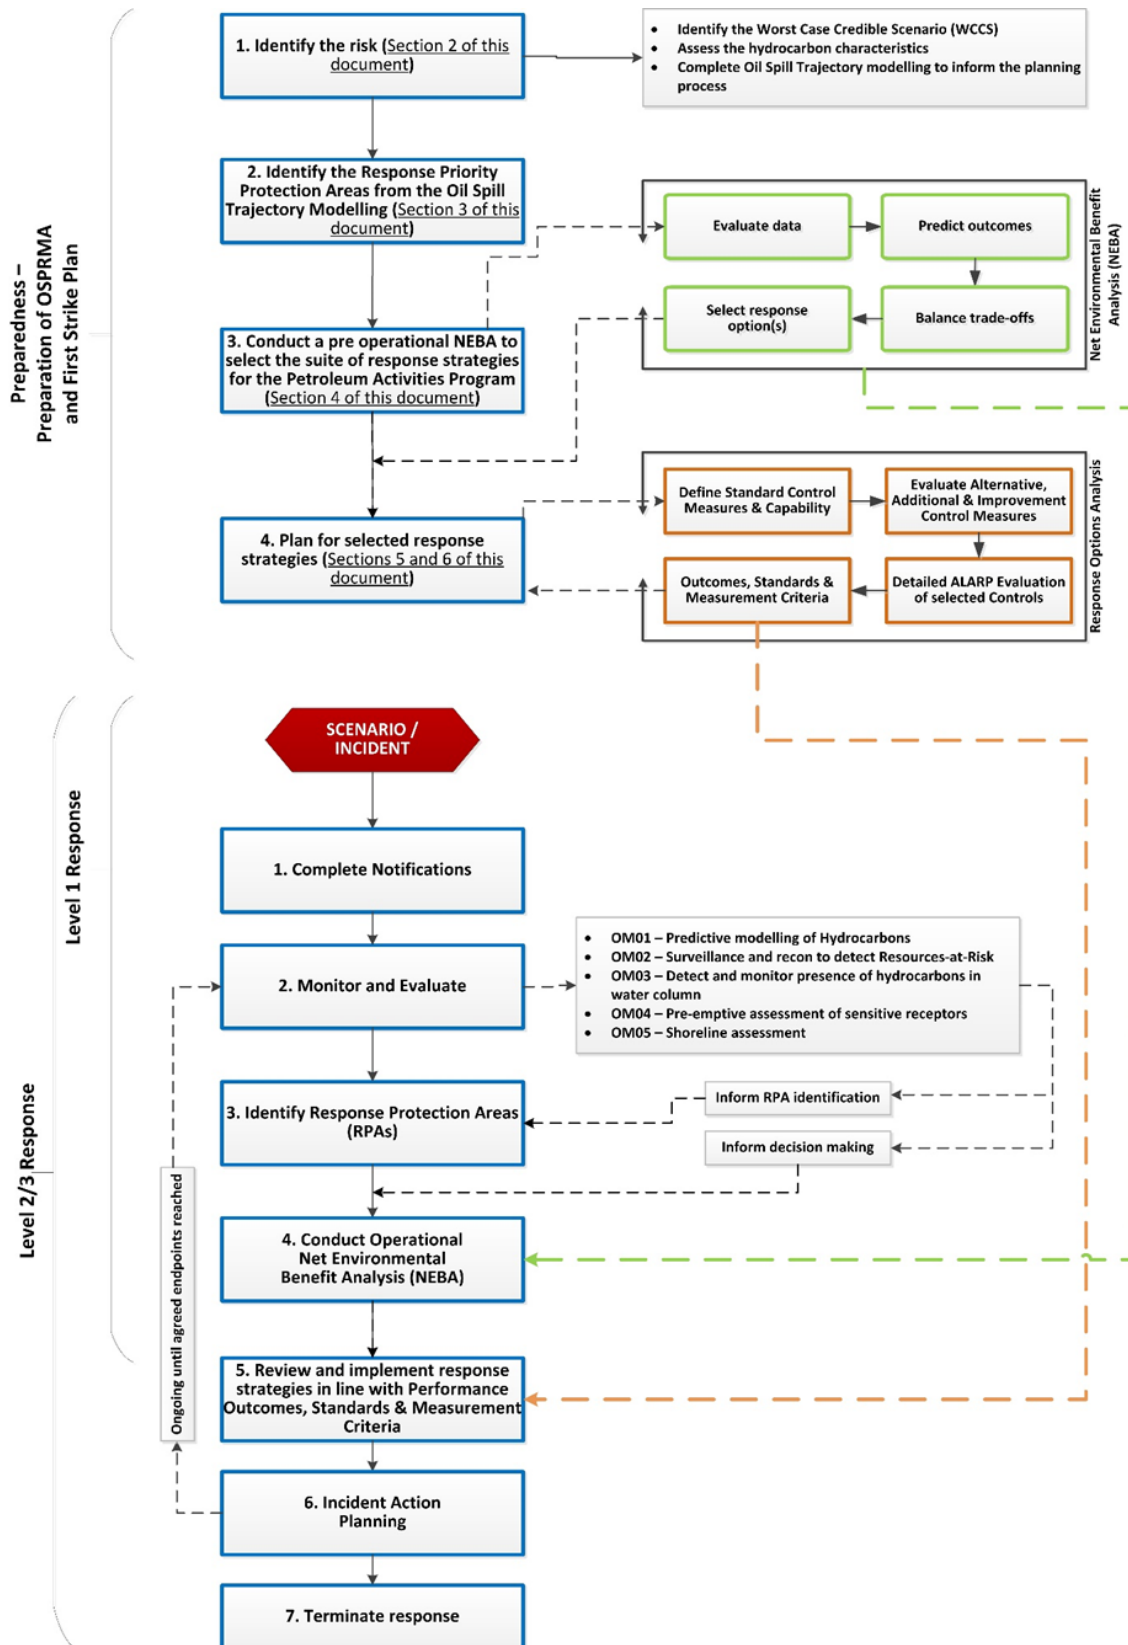 Preparedness –
Preparation of OSPRMA
and First Strike Plan
1. Identify the risk (Section 2 of this
document)
• Identify the Worst Case Credible Scenario (WCCS)
• Assess the hydrocarbon characteristics
• Complete Oil Spill Trajectory modelling to inform the planning
process
2. Identify the Response Priority
Protection Areas from the Oil Spill
Trajectory Modelling (Section 3 of this
document)
Evaluate data
Predict outcomes
Select response
option(s)
Balance trade-offs
Net Environmental Benefit
Analysis (NEBA)
3. Conduct a pre operational NEBA to
select the suite of response strategies
for the Petroleum Activities Program
(Section 4 of this document)
Define Standard Control
Measures & Capability
Evaluate Alternative,
Additional & Improvement
Control Measures
Outcomes, Standards &
Measurement Criteria
Detailed ALARP Evaluation
of selected Controls
Response Options Analysis
4. Plan for selected response
strategies (Sections 5 and 6 of this
document)
Level 1 Response
Level 2/3 Response
SCENARIO /
INCIDENT
1. Complete Notifications
2. Monitor and Evaluate
• OM01 – Predictive modelling of Hydrocarbons
• OM02 – Surveillance and recon to detect Resources-at-Risk
• OM03 – Detect and monitor presence of hydrocarbons in
water column
• OM04 – Pre-emptive assessment of sensitive receptors
• OM05 – Shoreline assessment
Inform RPA identification
3. Identify Response Protection Areas
(RPAs)
Inform decision making
Ongoing until agreed endpoints reached
4. Conduct Operational
Net Environmental
Benefit Analysis (NEBA)
5. Review and implement response
strategies in line with Performance
Outcomes, Standards & Measurement
Criteria
6. Incident Action
Planning
7. Terminate response